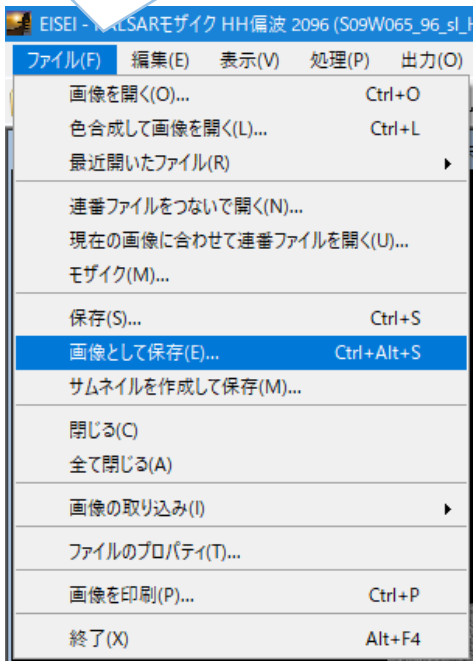 EISEI - PALSARモザイク HH偏波 2096 (S09W065_96_sl_H
ファイル(F) 編集(E) 表示(V) 処理(P) 出力(O)
画像を開く(O)... Ctrl+O
色合成して画像を開く(L)... Ctrl+L
最近開いたファイル(R)
連番ファイルをつないで開く(N)...
現在の画像に合わせて連番ファイルを開く(U)...
モザイク(M)...
保存(S)... Ctrl+S
画像として保存(E)... Ctrl+Alt+S
サムネイルを作成して保存(M)...
閉じる(C)
全て閉じる(A)
画像の取り込み(I)
ファイルのプロパティ(T)...
画像を印刷(P)... Ctrl+P
終了(X) Alt+F4